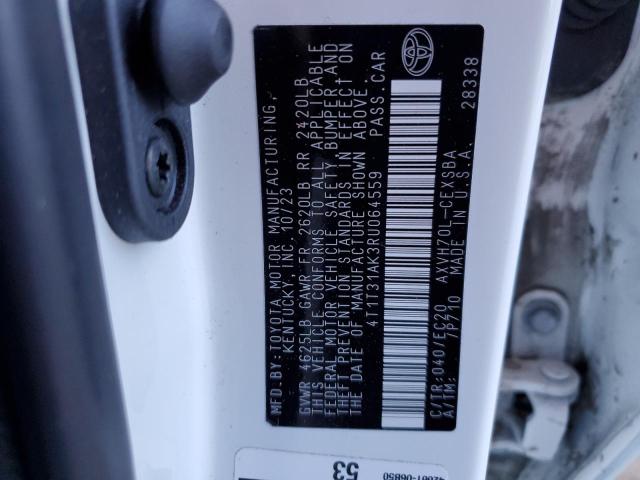 MFD.BY:TOYOTA MOTOR MANUFACTURING,
KENTUCKY, INC. 10/23
GVWR 4625LB GAWR FR 2620LB RR 2420LB
THIS VEHICLE CONFORMS TO ALL APPLICABLE
FEDERAL MOTOR VEHICLE SAFETY, BUMPER AND
THEFT PREVENTION STANDARDS IN EFFECT ON
THE DATE OF MANUFACTURE SHOWN ABOVE.
4T1T31AK3RU064559 PASS.CAR
C/TR:040/EC20 AXVH70L-CEXSBA
A/TM: 7P710 MADE IN U.S.A. 28338
53
42661-06850